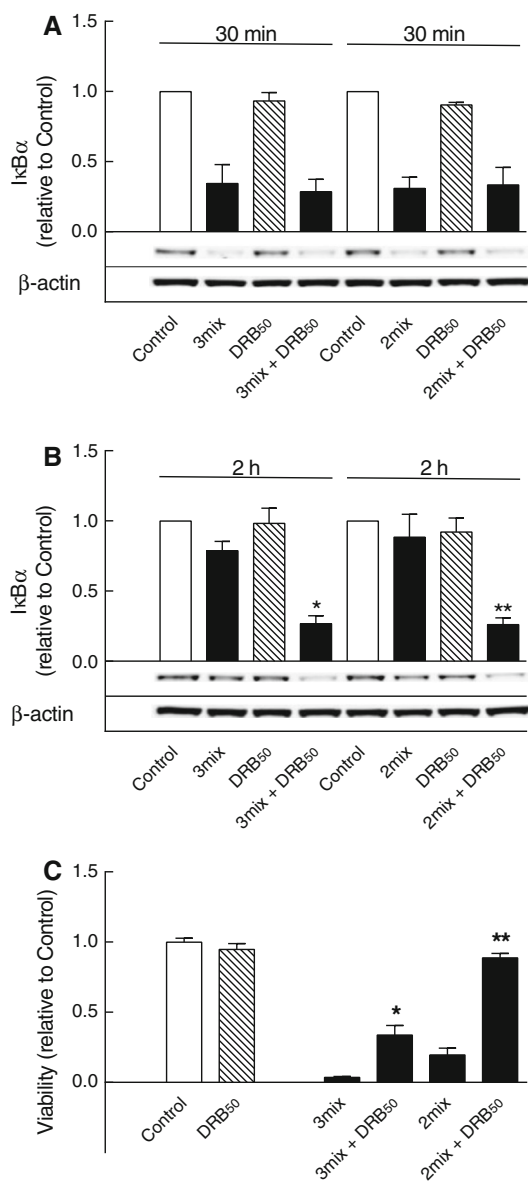 A
1.5
30 min
30 min
1.0
0.5
0.0
IκBα
(relative to Control)
β-actin
Control
3mix
DRB50
3mix + DRB50
Control
2mix
DRB50
2mix + DRB50
B
1.5
2 h
2 h
1.0
0.5
0.0
IκBα
(relative to Control)
*
**
β-actin
Control
3mix
DRB50
3mix + DRB50
Control
2mix
DRB50
2mix + DRB50
C
1.5
1.0
0.5
0.0
Viability (relative to Control)
*
**
Control
DRB50
3mix
3mix + DRB50
2mix
2mix + DRB50